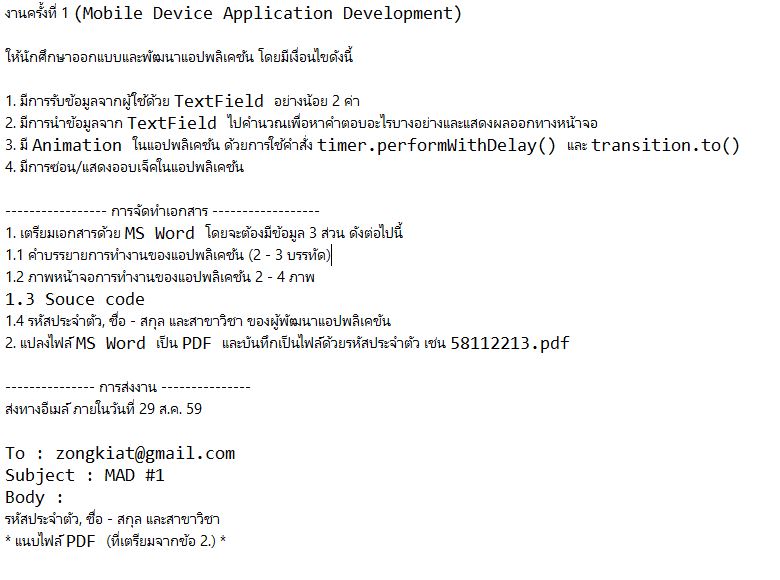 งานครั้งที่ 1 (Mobile Device Application Development)
ให้นักศึกษาออกแบบและพัฒนาแอปพลิเคชัน โดยมีเงื่อนไขดังนี้
1. มีการรับข้อมูลจากผู้ใช้ด้วย TextField อย่างน้อย 2 ค่า
2. มีการนำข้อมูลจาก TextField ไปคำนวณเพื่อหาคำตอบอะไรบางอย่างและแสดงผลออกทางหน้าจอ
3. มี Animation ในแอปพลิเคชัน ด้วยการใช้คำสั่ง timer.performWithDelay() และ transition.to()
4. มีการซ่อน/แสดงออบเจ็คในแอปพลิเคชัน
----------------- การจัดทำเอกสาร ------------------
1. เตรียมเอกสารด้วย MS Word โดยจะต้องมีข้อมูล 3 ส่วน ดังต่อไปนี้
1.1 คำบรรยายการทำงานของแอปพลิเคชัน (2 - 3 บรรทัด)
1.2 ภาพหน้าจอการทำงานของแอปพลิเคชัน 2 - 4 ภาพ
1.3 Souce code
1.4 รหัสประจำตัว, ชื่อ - สกุล และสาขาวิชา ของผู้พัฒนาแอปพลิเคชัน
2. แปลงไฟล์ MS Word เป็น PDF และบันทึกเป็นไฟล์ด้วยรหัสประจำตัว เช่น 58112213.pdf
--------------- การส่งงาน ---------------
ส่งทางอีเมล์ ภายในวันที่ 29 ส.ค. 59
To : zongkiat@gmail.com
Subject : MAD #1
Body :
รหัสประจำตัว, ชื่อ - สกุล และสาขาวิชา
* แนบไฟล์ PDF (ที่เตรียมจากข้อ 2.) *